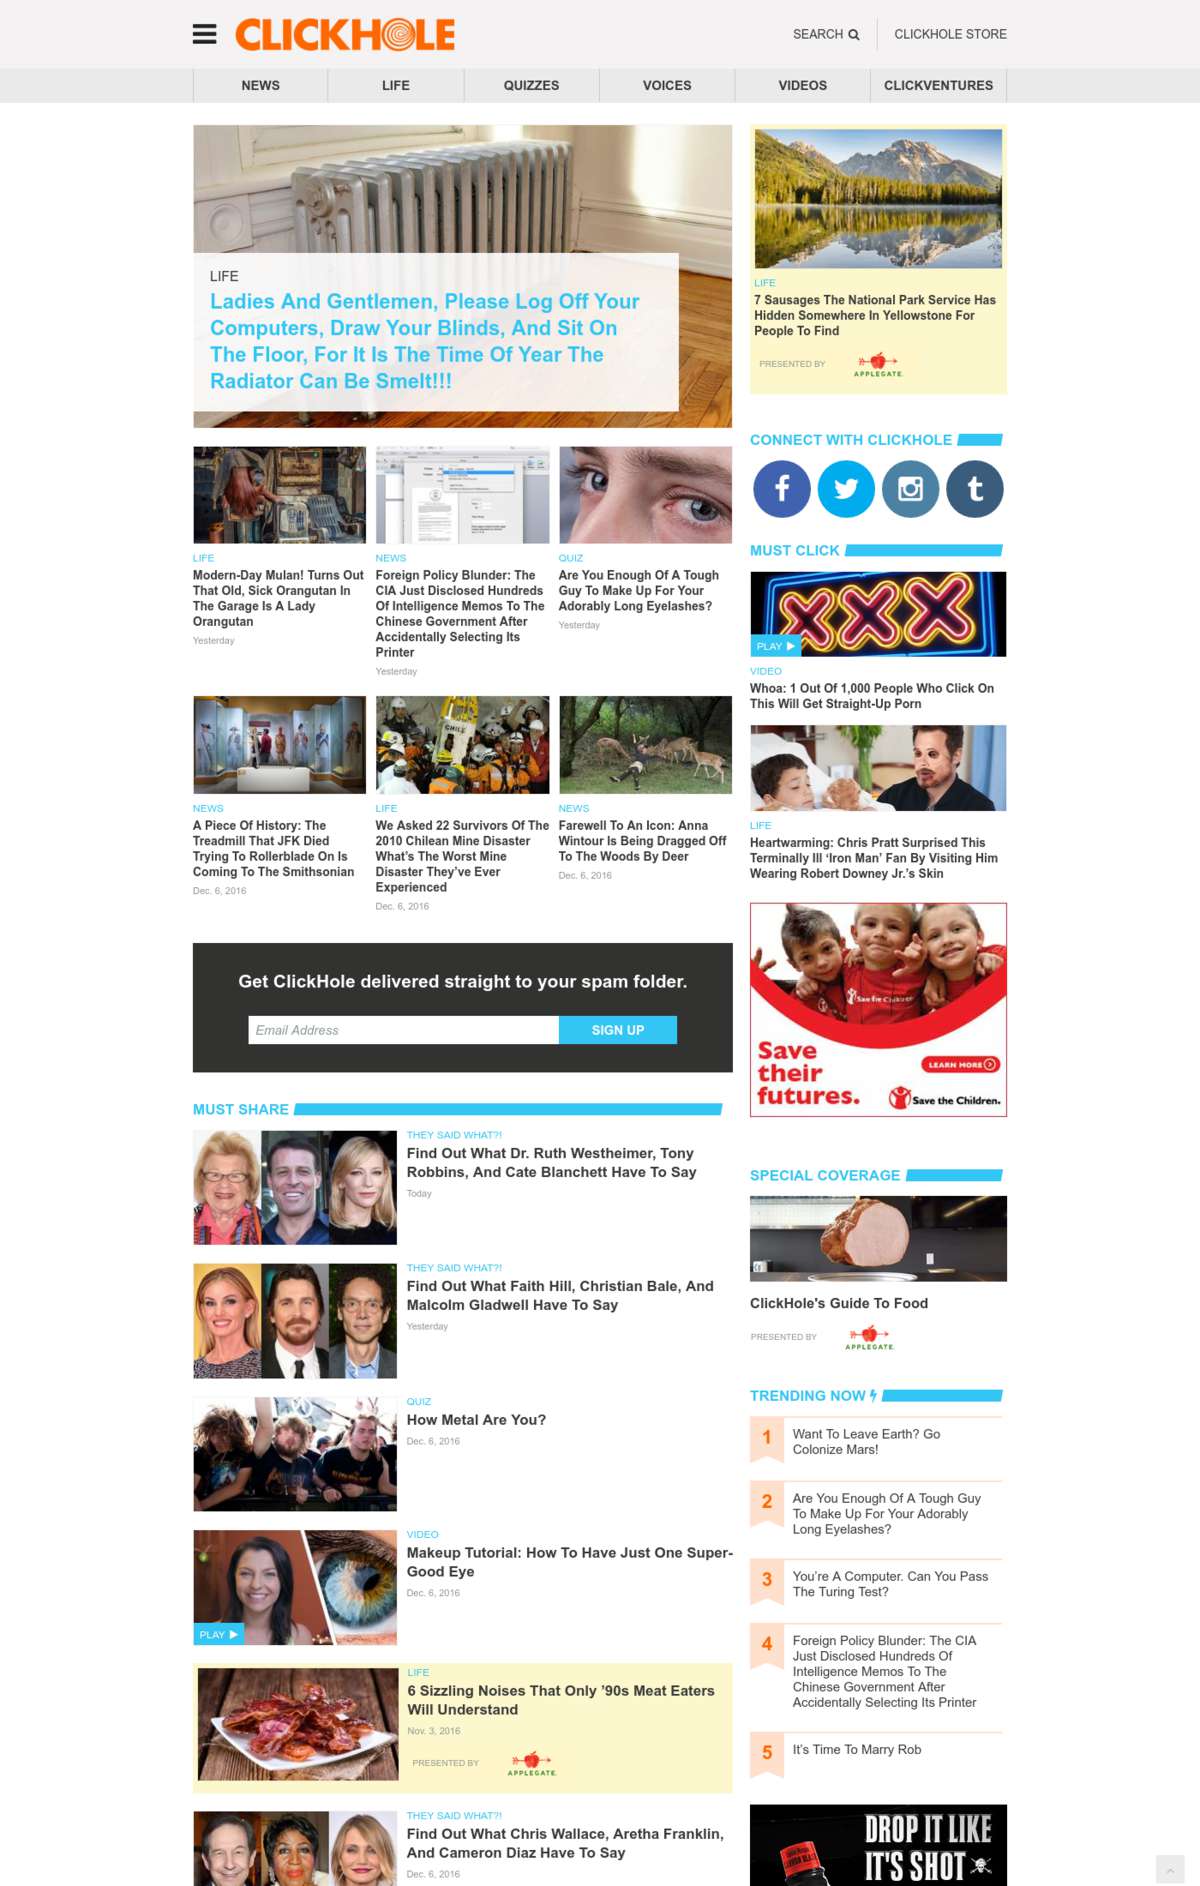 CLICKHOLE
SEARCH
CLICKHOLE STORE
NEWS
LIFE
QUIZZES
VOICES
VIDEOS
CLICKVENTURES
LIFE
Ladies And Gentlemen, Please Log Off Your
Computers, Draw Your Blinds, And Sit On
The Floor, For It Is The Time Of Year The
Radiator Can Be Smelt!!!
LIFE
Modern-Day Mulan! Turns Out
That Old, Sick Orangutan In
The Garage Is A Lady
Orangutan
Yesterday
NEWS
Foreign Policy Blunder: The
CIA Just Disclosed Hundreds
Of Intelligence Memos To The
Chinese Government After
Accidentally Selecting Its
Printer
Yesterday
QUIZ
Are You Enough Of A Tough
Guy To Make Up For Your
Adorably Long Eyelashes?
Yesterday
NEWS
A Piece Of History: The
Treadmill That JFK Died
Trying To Rollerblade On Is
Coming To The Smithsonian
Dec. 6, 2016
CHILE
LIFE
We Asked 22 Survivors Of The
2010 Chilean Mine Disaster
What's The Worst Mine
Disaster They've Ever
Experienced
Dec. 6, 2016
NEWS
Farewell To An Icon: Anna
Wintour Is Being Dragged Off
To The Woods By Deer
Dec. 6, 2016
Get ClickHole delivered straight to your spam folder.
Email Address
SIGN UP
MUST SHARE
THEY SAID WHAT?!
Find Out What Dr. Ruth Westheimer, Tony
Robbins, And Cate Blanchett Have To Say
Today
THEY SAID WHAT?!
Find Out What Faith Hill, Christian Bale, And
Malcolm Gladwell Have To Say
Yesterday
QUIZ
How Metal Are You?
Dec. 6, 2016
PLAY
VIDEO
Makeup Tutorial: How To Have Just One Super-
Good Eye
Dec. 6, 2016
LIFE
6 Sizzling Noises That Only '90s Meat Eaters
Will Understand
Nov. 3, 2016
PRESENTED BY
APPLEGATE
THEY SAID WHAT?!
Find Out What Chris Wallace, Aretha Franklin,
And Cameron Diaz Have To Say
Dec. 6, 2016
LIFE
7 Sausages The National Park Service Has
Hidden Somewhere In Yellowstone For
People To Find
PRESENTED BY
APPLEGATE
CONNECT WITH CLICKHOLE
MUST CLICK
XXX
PLAY
VIDEO
Whoa: 1 Out Of 1,000 People Who Click On
This Will Get Straight-Up Porn
LIFE
Heartwarming: Chris Pratt Surprised This
Terminally Ill 'Iron Man' Fan By Visiting Him
Wearing Robert Downey Jr.'s Skin
Save the Children
Save
their
futures.
LEARN MORE
Save the Children.
SPECIAL COVERAGE
ClickHole's Guide To Food
PRESENTED BY
APPLEGATE
TRENDING NOW
1
Want To Leave Earth? Go
Colonize Mars!
2
Are You Enough Of A Tough Guy
To Make Up For Your Adorably
Long Eyelashes?
3
You're A Computer. Can You Pass
The Turing Test?
4
Foreign Policy Blunder: The CIA
Just Disclosed Hundreds Of
Intelligence Memos To The
Chinese Government After
Accidentally Selecting Its Printer
5
It's Time To Marry Rob
DROP IT LIKE
IT'S SHOT